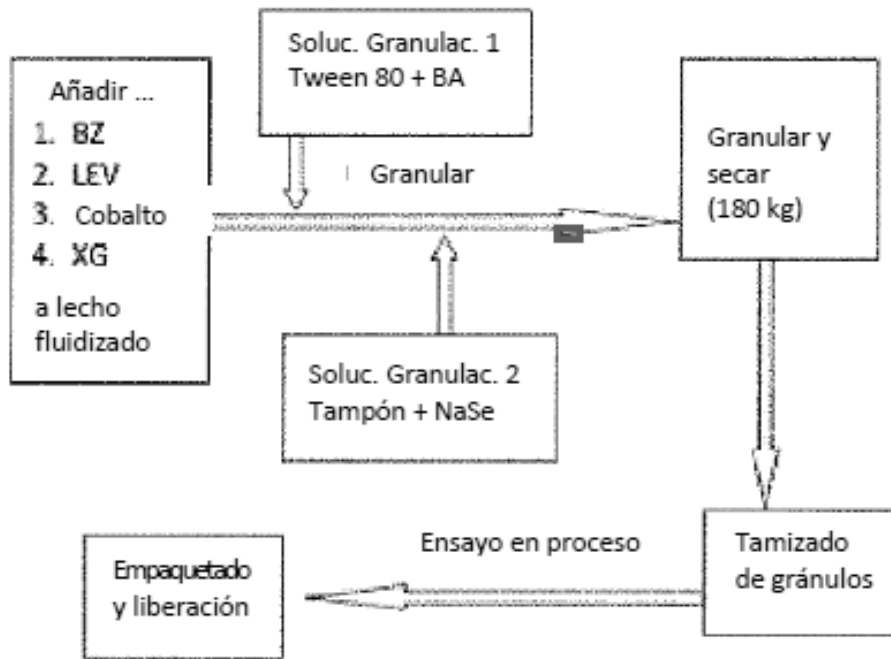 Soluc. Granulac. 1
Tween 80 + BA
Añadir ...
1. BZ
2. LEV
3. Cobalto
4. XG
a lecho
fluidizado
Granular
Granular y
secar
(180 kg)
Soluc. Granulac. 2
Tampón + NaSe
Ensayo en proceso
Tamizado
de gránulos
Empaquetado
y liberación